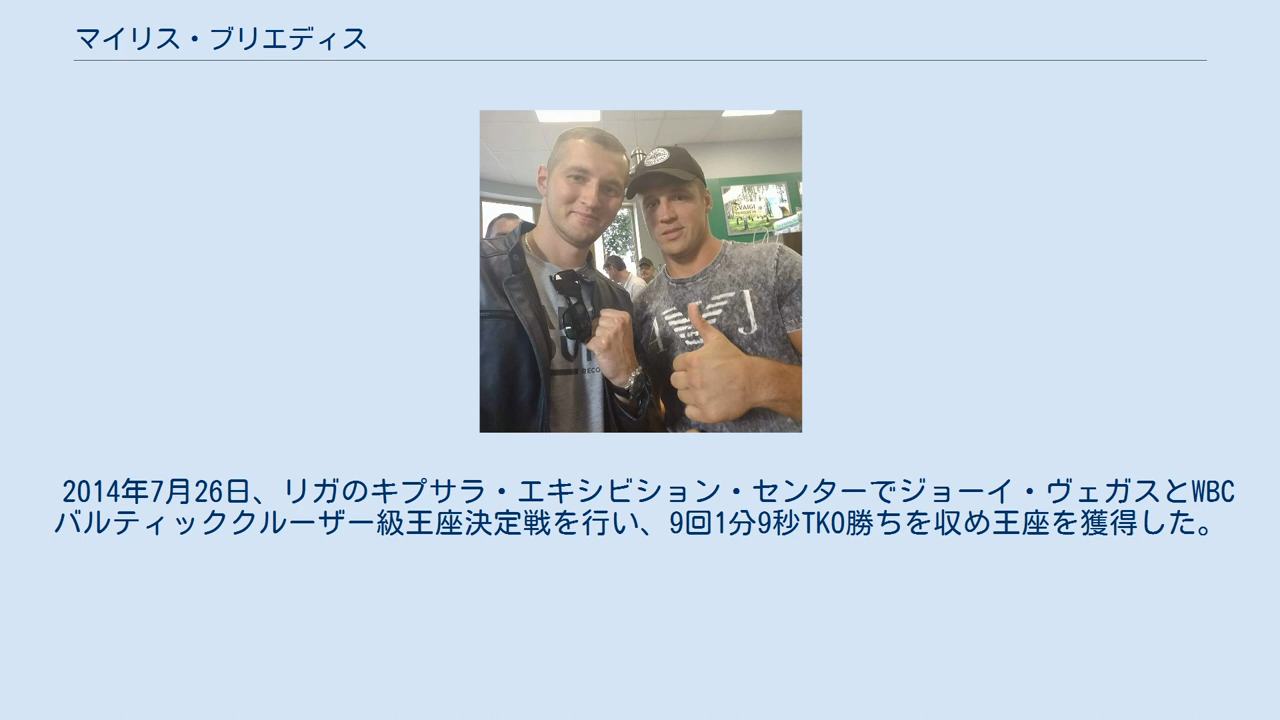 マイリス・ブリエディス
SVAIGI
A J
RECO
2014年7月26日、リガのキプサラ・エキシビション・センターでジョーイ・ヴェガスとWBC
バルティッククルーザー級王座決定戦を行い、9回1分9秒TKO勝ちを収め王座を獲得した。